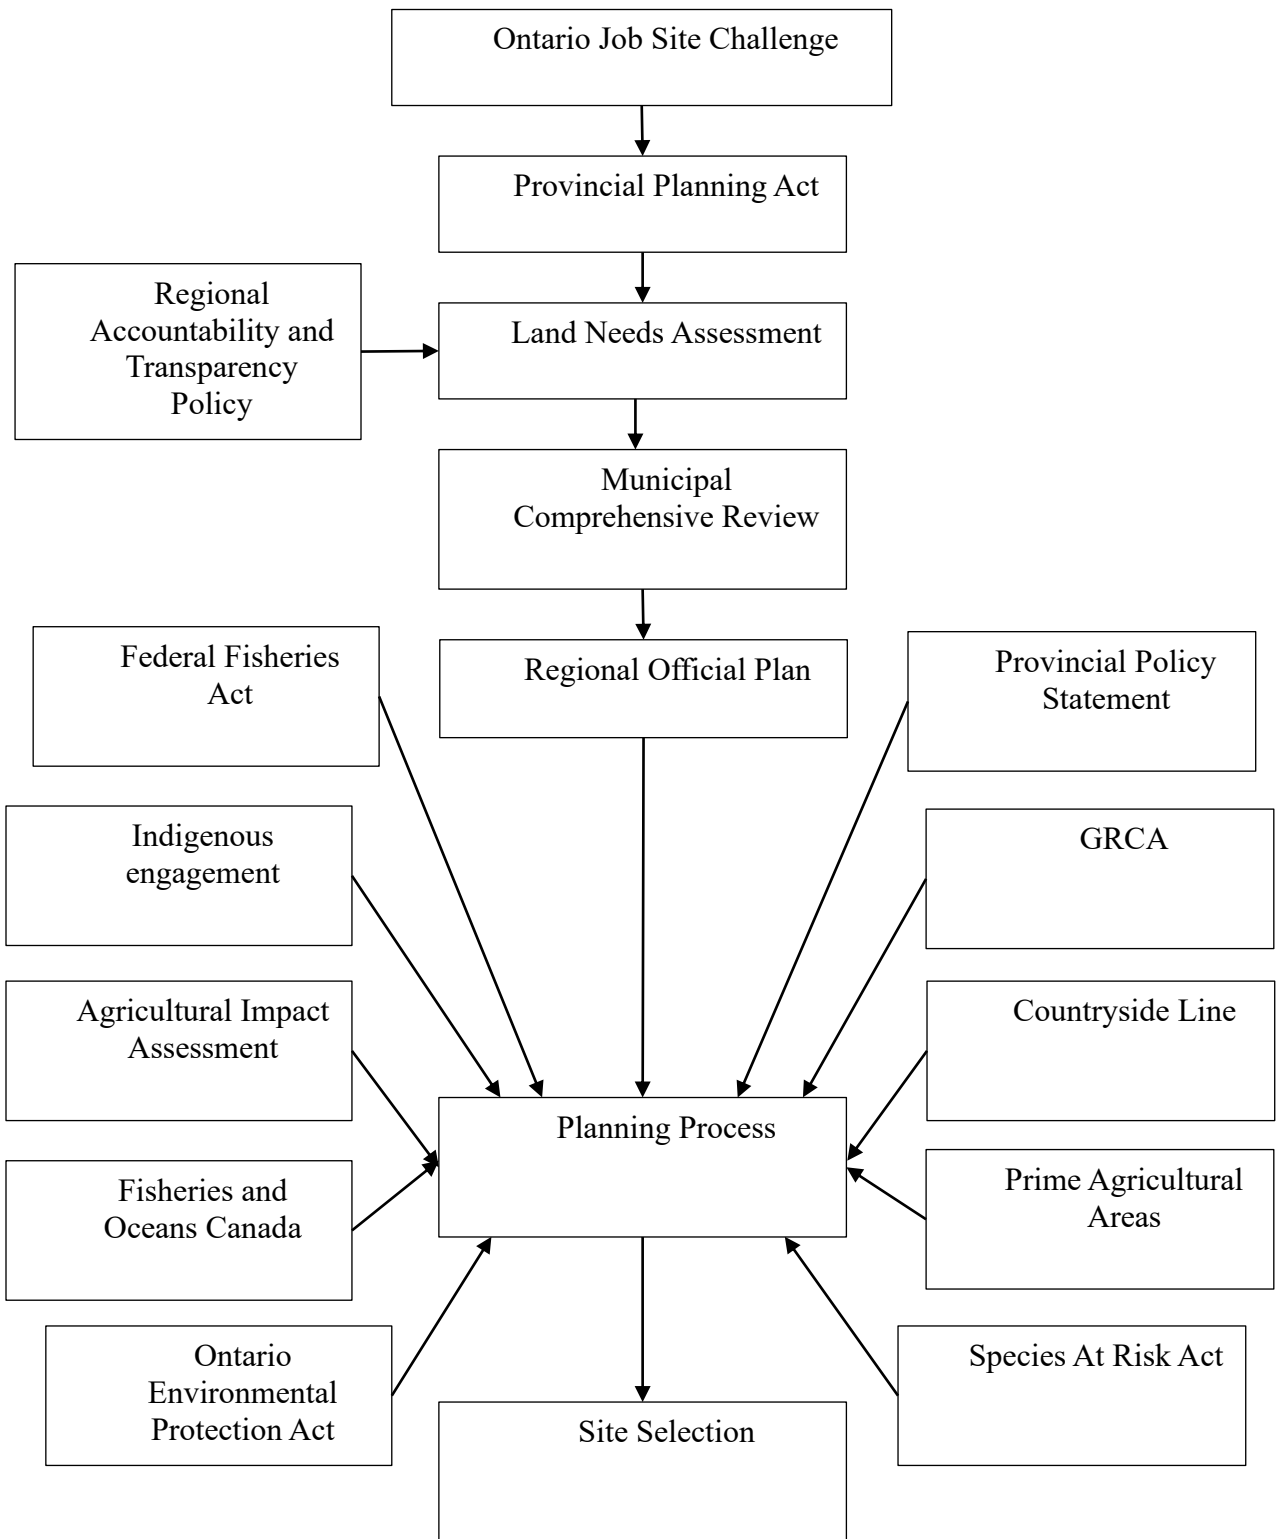 Ontario Job Site Challenge
Provincial Planning Act
Regional
Accountability and
Transparency
Policy
Land Needs Assessment
Municipal
Comprehensive Review
Federal Fisheries
Act
Regional Official Plan
Provincial Policy
Statement
Indigenous
engagement
GRCA
Agricultural Impact
Assessment
Countryside Line
Planning Process
Fisheries and
Oceans Canada
Prime Agricultural
Areas
Ontario
Environmental
Protection Act
Species At Risk Act
Site Selection